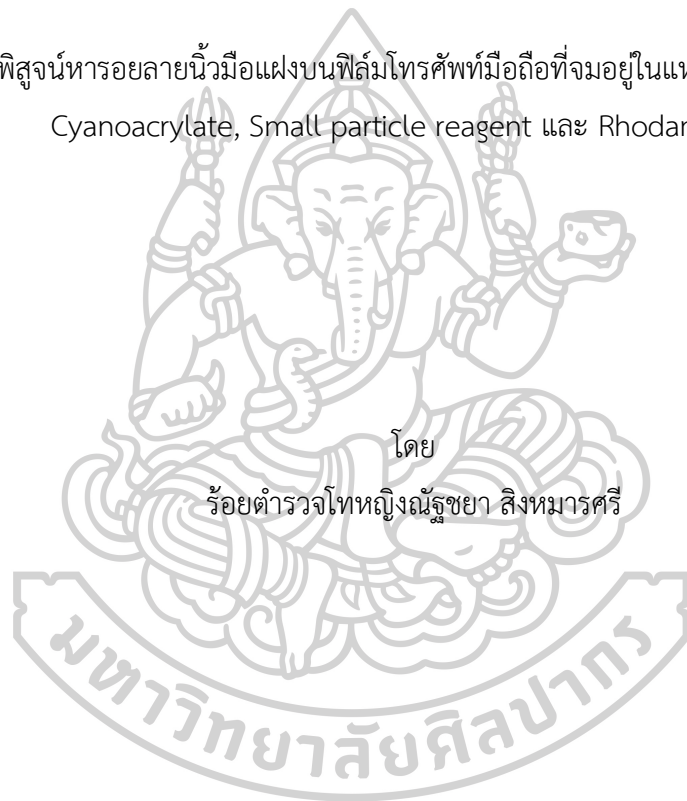 พิสูจน์หารอยลายนิ้วมือแฝงบนฟิล์มโทรศัพท์มือถือที่จมอยู่ในแห
Cyanoacrylate, Small particle reagent และ Rhodar
โดย
ร้อยตำรวจโทหญิงณัฐชยา สิงหมารศรี
มหาวิทยาลัยศิลปากร